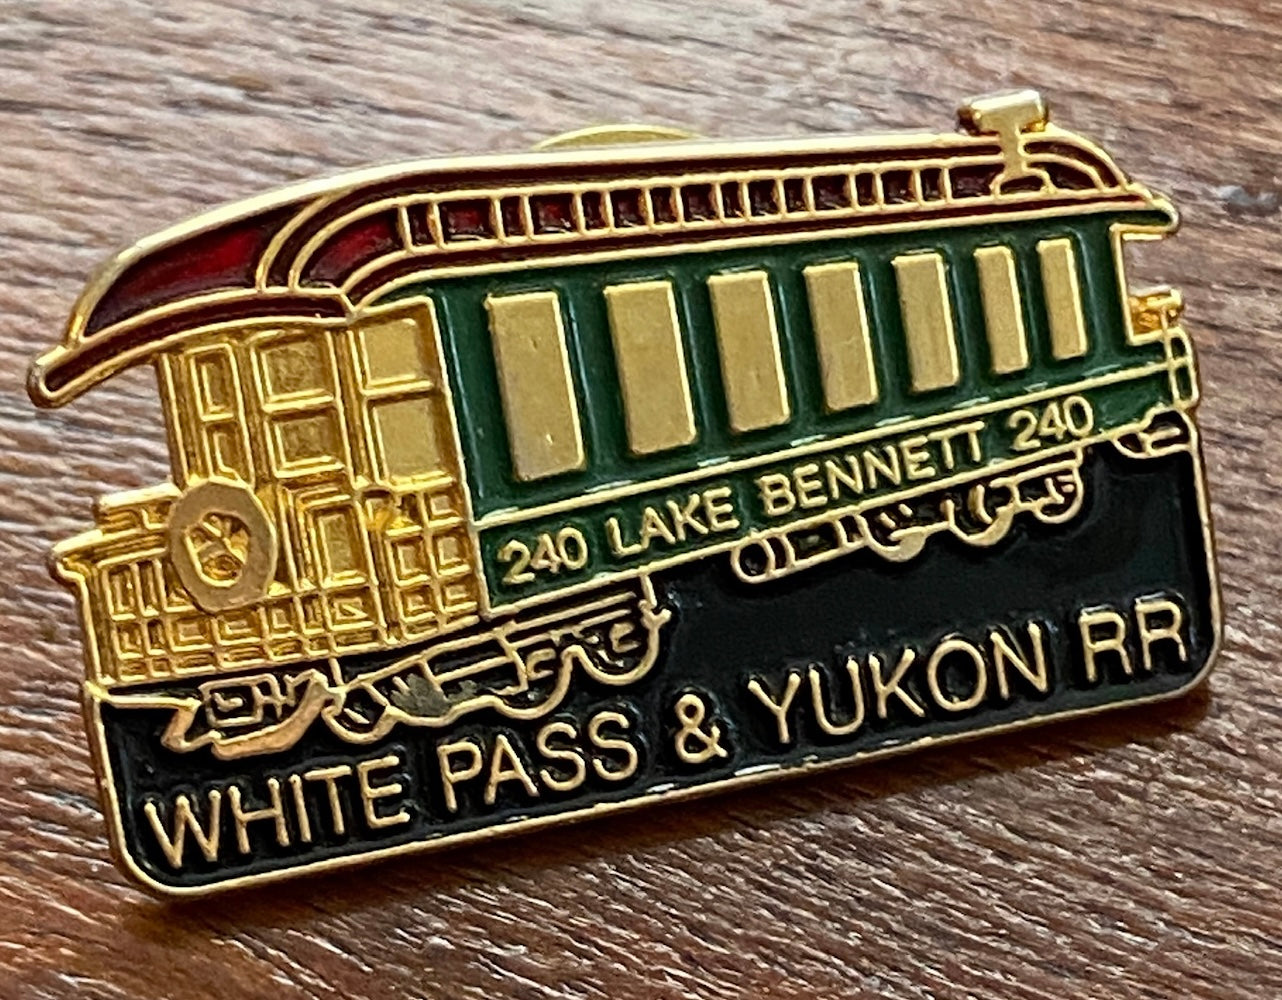 240 LAKE BENNETT 240
WHITE PASS & YUKON RR